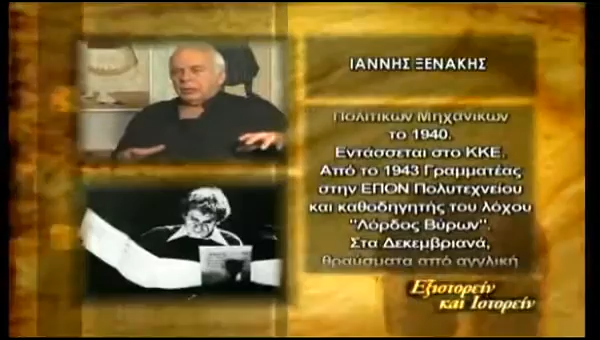 ΙΑΝΝΗΣ ΞΕΝΑΚΗΣ
Πολιτικών Μηχανικών
το 1940.
Εντάσσεται στο ΚΚΕ.
Από το 1943 Γραμματέας
στην ΕΠΟΝ Πολυτεχνείου
και καθοδηγητής του λόχου
"Λόρδος Βύρων".
Στα Δεκεμβριανά,
θραύσματα από αγγλική
Εξιστορείν
και Ιστορείν